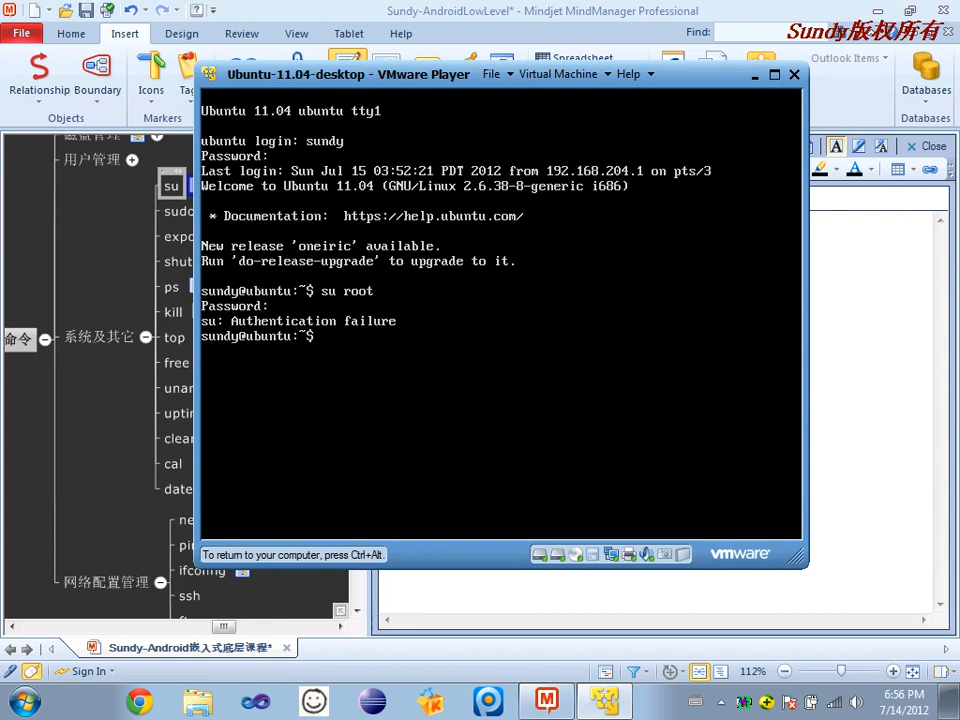 Sundy-AndroidLowLevel* - Mindjet MindManager Professional
File Home Insert Design Review View Tablet Help Find:
Sundy版权所有
Relationship Boundary Icons Spreadsheet Outlook Items Databases
Objects Markers Databases
Ubuntu-11.04-desktop - VMware Player File Virtual Machine Help
Close
Ubuntu 11.04 ubuntu tty1
ubuntu login: sundy
Password:
Last login: Sun Jul 15 03:52:21 PDT 2012 from 192.168.204.1 on pts/3
Welcome to Ubuntu 11.04 (GNU/Linux 2.6.38-8-generic i686)
* Documentation: https://help.ubuntu.com/
New release 'oneiric' available.
Run 'do-release-upgrade' to upgrade to it.
sundy@ubuntu:~$ su root
Password:
su: Authentication failure
sundy@ubuntu:~$
To return to your computer, press Ctrl+Alt.
vmware
用户管理
su
ps
kill
命令
系统及其它
top
free
cal
date
ifconfig
网络配置管理
ssh
Sundy-Android嵌入式底层课程*
Sign In 112%
6:56 PM
7/14/2012